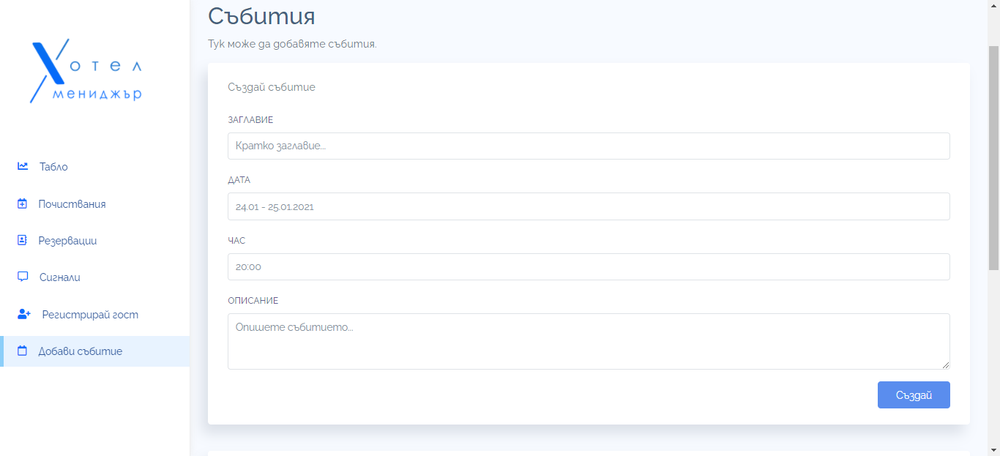 Хотел
мениджър
Табло
Почиствания
Резервации
Сигнали
Регистрирай гост
Добави събитие
Събития
Тук може да добавяте събития.
Създай събитие
ЗАГЛАВИЕ
Кратко заглавие...
ДАТА
24.01 - 25.01.2021
ЧАС
20:00
ОПИСАНИЕ
Опишете събитието...
Създай